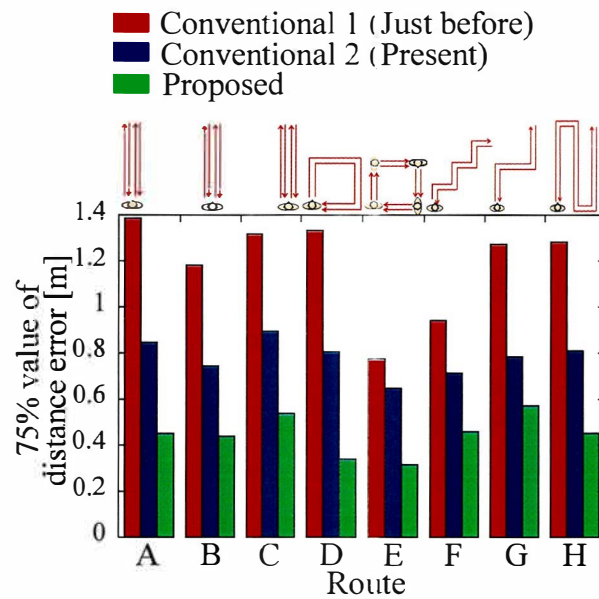 Conventional 1 (Just before)
Conventional 2 (Present)
Proposed
75% value of
distance error [m]
1.4
1.2
1
0.8
0.6
0.4
0.2
0
A B C D E F G H
Route